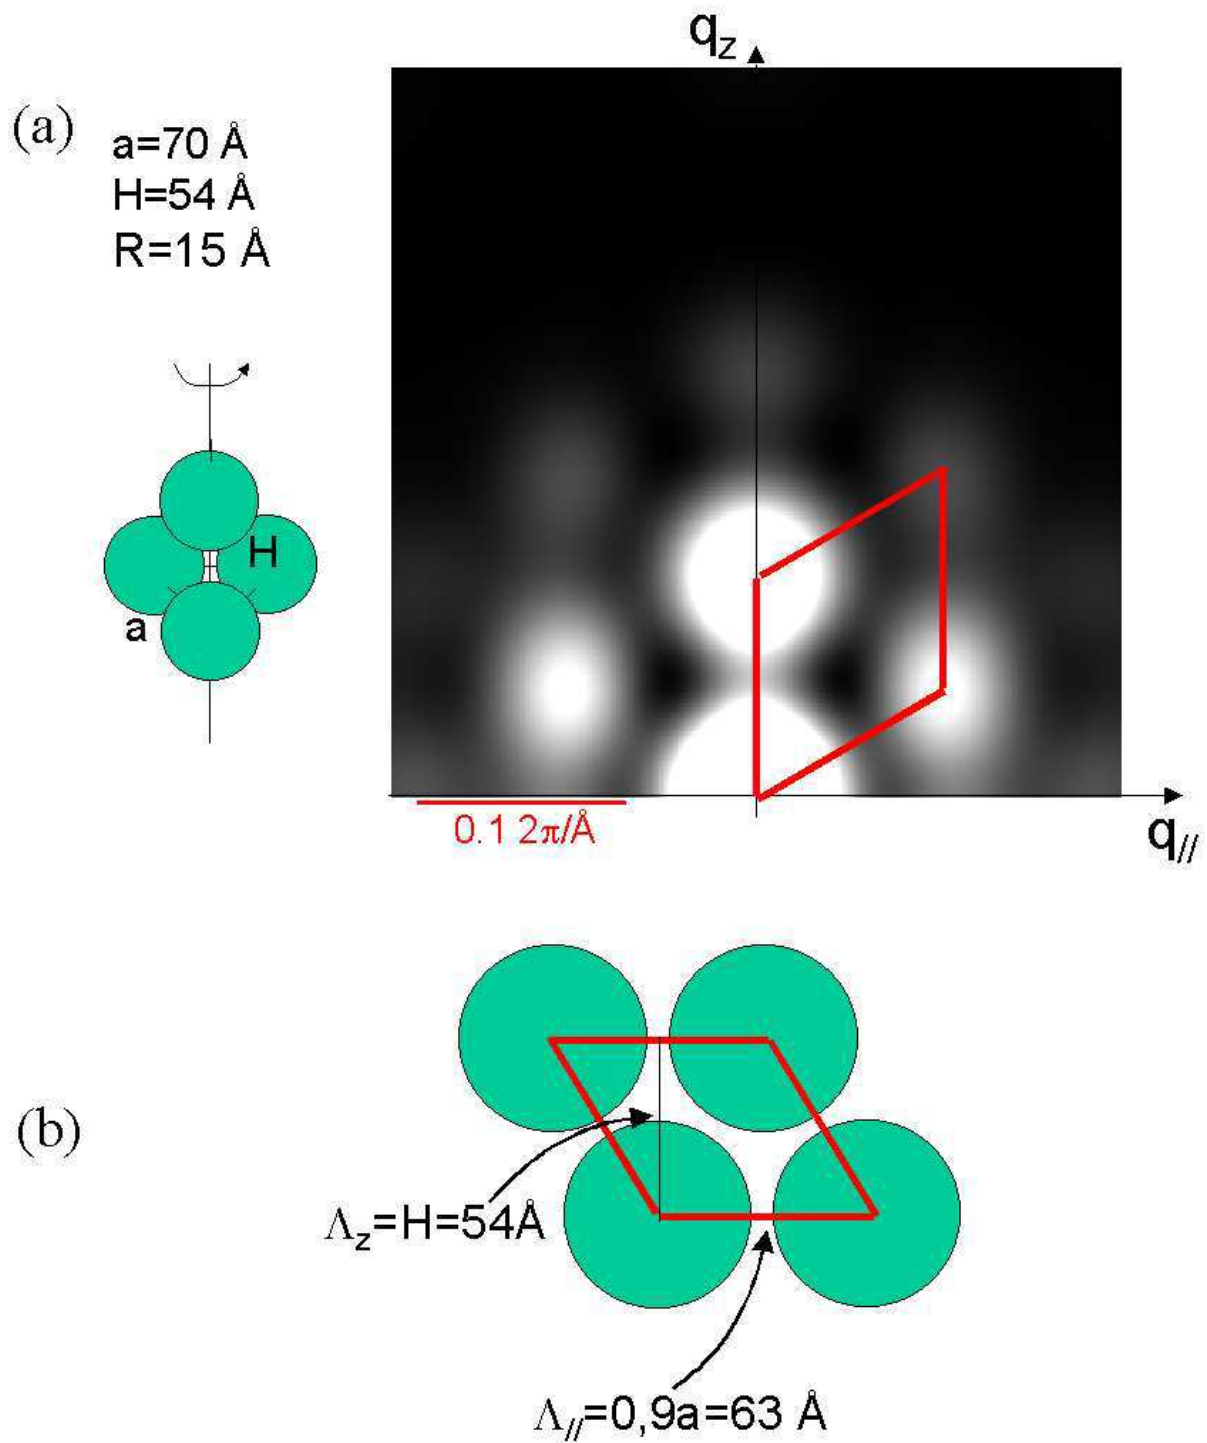 q_z
(a)
a=70 Å
H=54 Å
R=15 Å
H
a
0.1 2π/Å
q_//
(b)
Λ_z=H=54Å
Λ_//=0,9a=63 Å